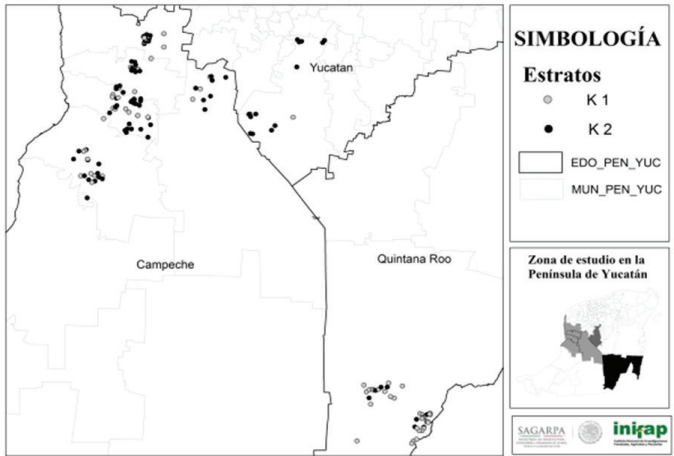 Yucatan
Campeche
Quintana Roo
SIMBOLOGÍA
Estratos
K 1
K 2
EDO_PEN_YUC
MUN_PEN_YUC
Zona de estudio en la
Península de Yucatán
SAGARPA
inifap